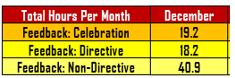 Total Hours Per Month December
Feedback: Celebration 19.2
Feedback: Directive 18.2
Feedback: Non-Directive 40.9